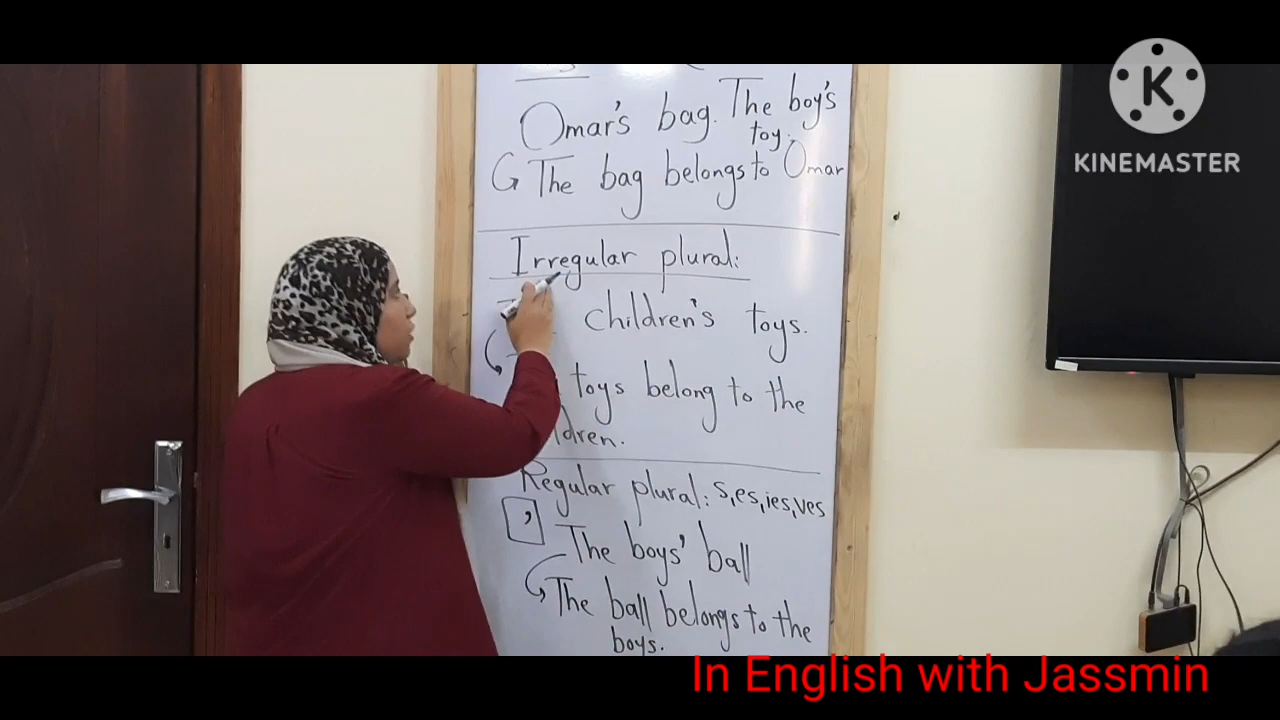 Omar's bag. The boy's
toy.
The bag belongs to Omar
Irregular plural:
children's toys.
toys belong to the
ldren.
Regular plural: s, es, ies, ves
,
The boys' ball
The ball belongs to the
boys.
K
KINEMASTER
In English with Jassmin